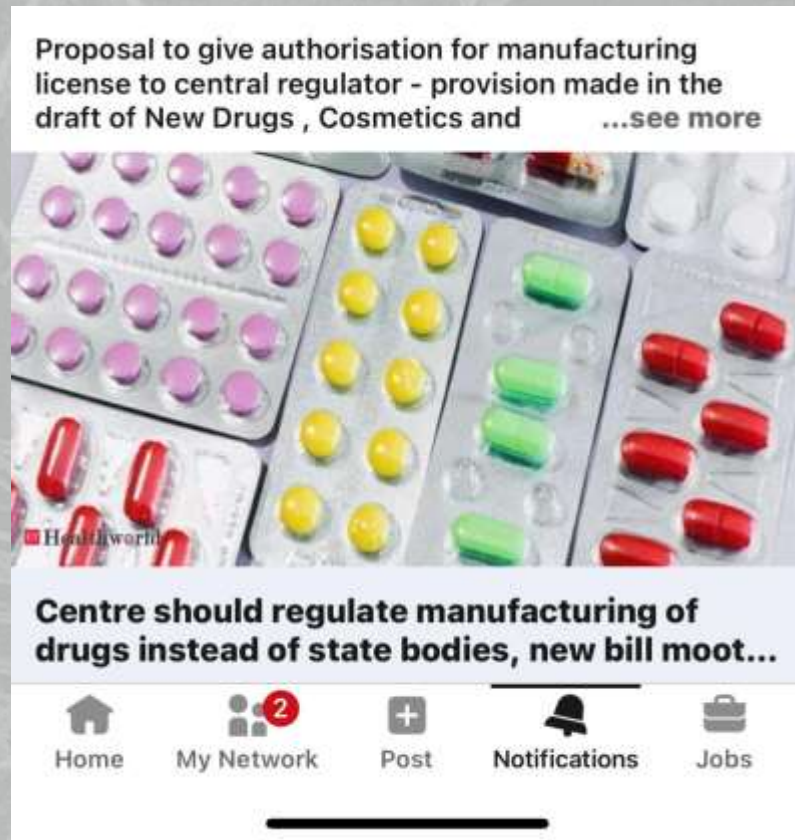 Proposal to give authorisation for manufacturing
license to central regulator - provision made in the
draft of New Drugs , Cosmetics and ...see more
Healthworld
Centre should regulate manufacturing of
drugs instead of state bodies, new bill moot...
2
Home My Network Post Notifications Jobs